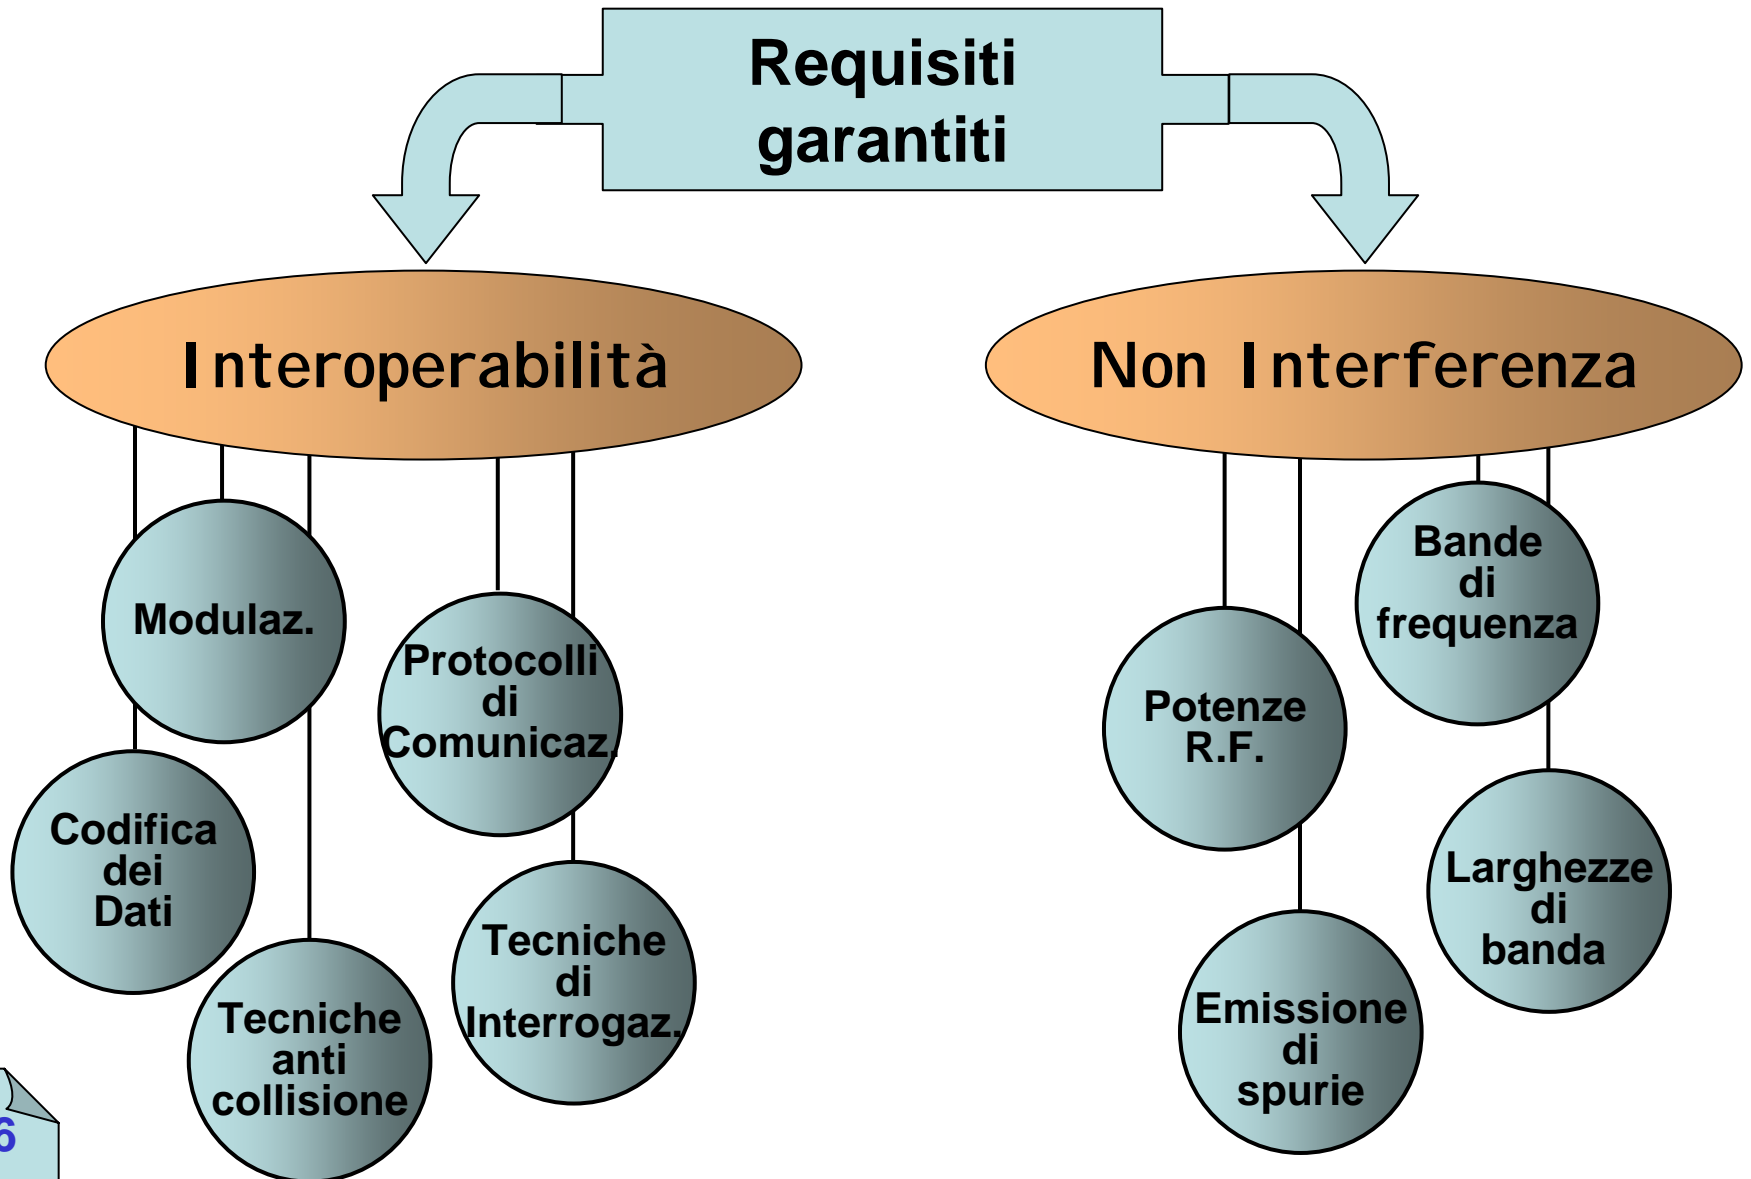 Requisiti
garantiti
Interoperabilità
Non Interferenza
Modulaz.
Protocolli
di
Comunicaz.
Codifica
dei
Dati
Tecniche
di
Interrogaz.
Tecniche
anti
collisione
Bande
di
frequenza
Potenze
R.F.
Larghezze
di
banda
Emissione
di
spurie
6